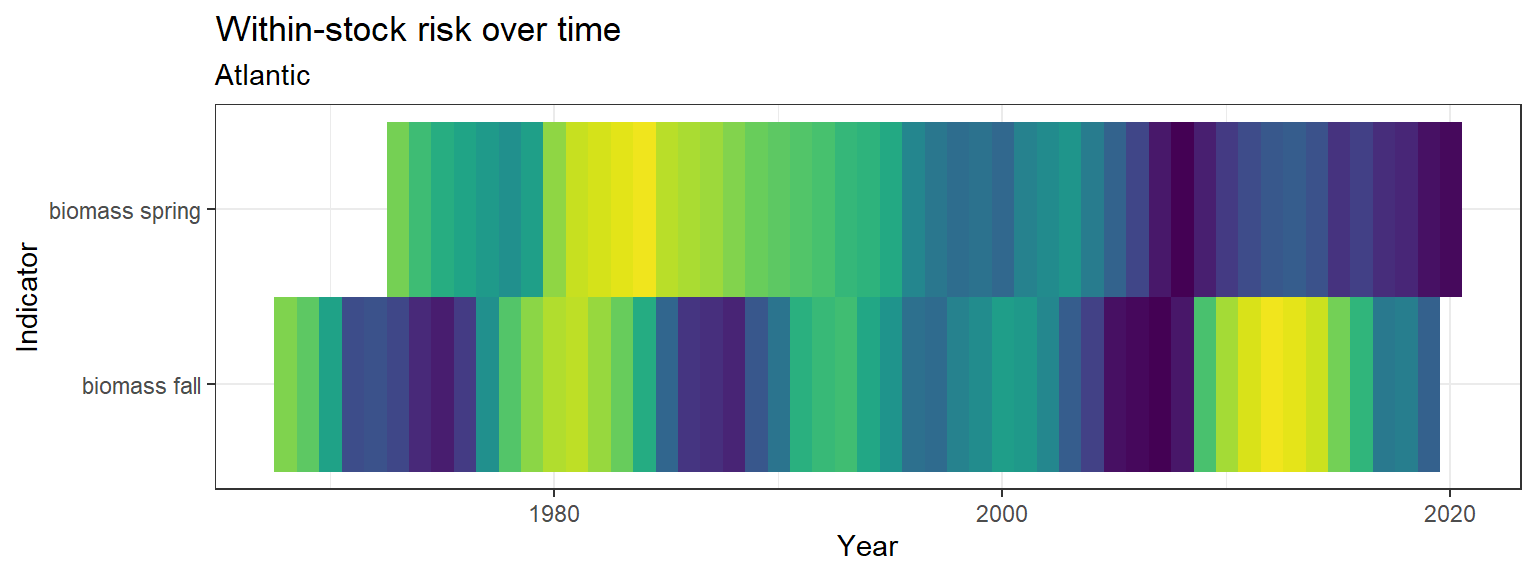 Within-stock risk over time
Atlantic
biomass spring
biomass fall
Indicator
1980
2000
2020
Year